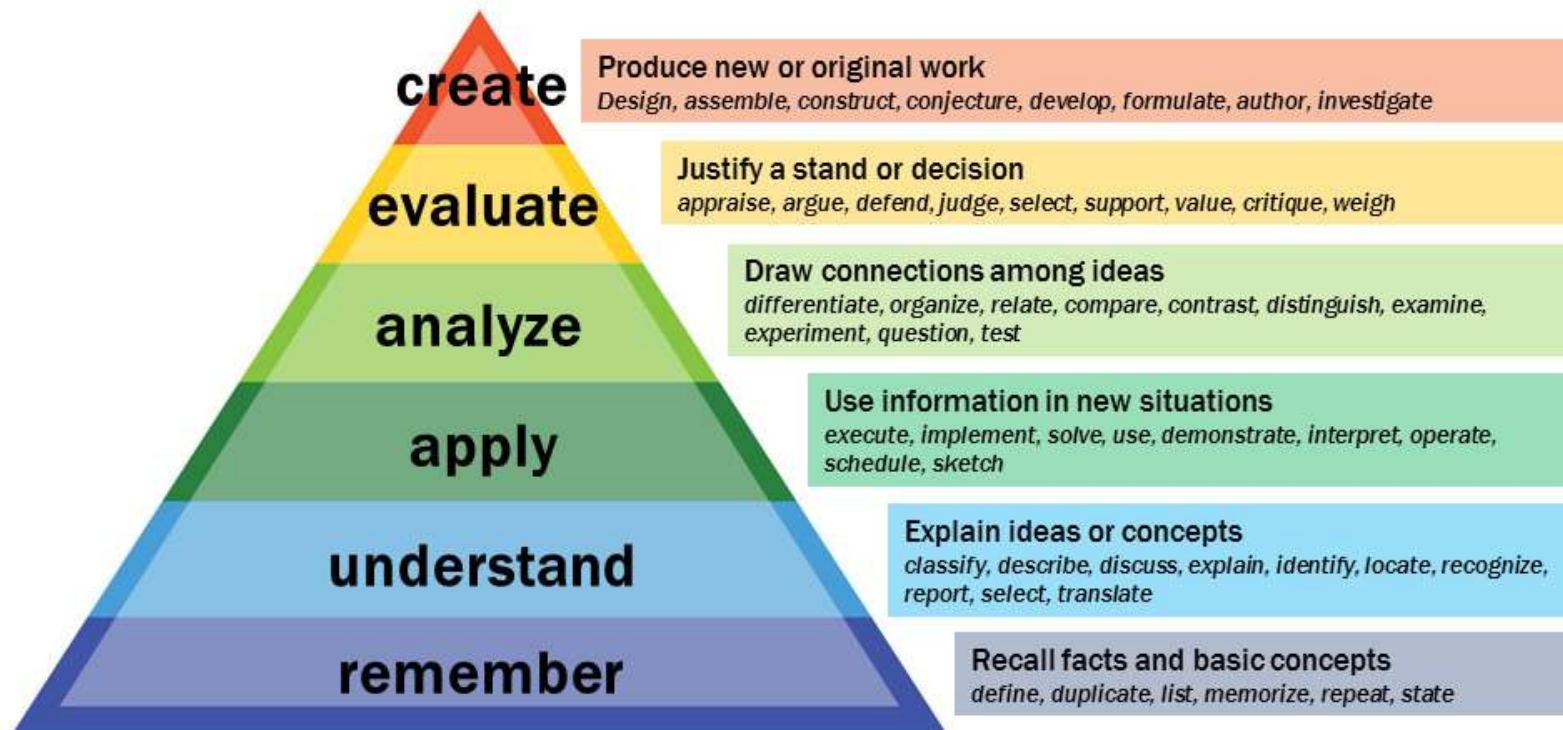 create
Produce new or original work
Design, assemble, construct, conjecture, develop, formulate, author, investigate
evaluate
Justify a stand or decision
appraise, argue, defend, judge, select, support, value, critique, weigh
analyze
Draw connections among ideas
differentiate, organize, relate, compare, contrast, distinguish, examine,
experiment, question, test
apply
Use information in new situations
execute, implement, solve, use, demonstrate, interpret, operate,
schedule, sketch
understand
Explain ideas or concepts
classify, describe, discuss, explain, identify, locate, recognize,
report, select, translate
remember
Recall facts and basic concepts
define, duplicate, list, memorize, repeat, state